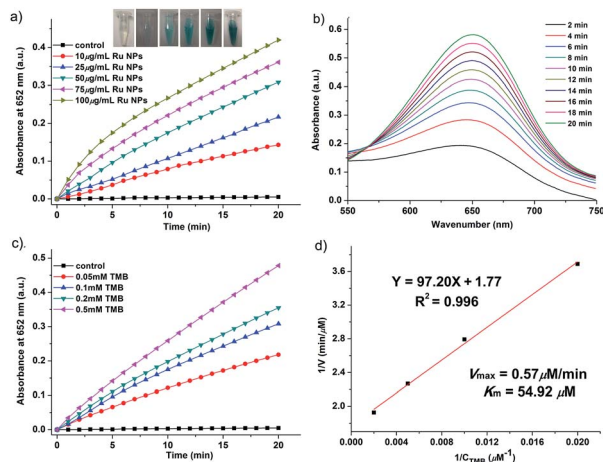 a)
Absorbance at 652 nm (a.u.)
0.4
0.3
0.2
0.1
0.0
control
10μg/mL Ru NPs
25μg/mL Ru NPs
50μg/mL Ru NPs
75μg/mL Ru NPs
100μg/mL Ru NPs
0 5 10 15 20
Time (min)
b)
Absorbance (a.u.)
0.6
0.5
0.4
0.3
0.2
0.1
0.0
2 min
4 min
6 min
8 min
10 min
12 min
14 min
16 min
18 min
20 min
550 600 650 700 750
Wavenumber (nm)
c).
Absorbance at 652 nm (a.u.)
0.5
0.4
0.3
0.2
0.1
0.0
control
0.05mM TMB
0.1mM TMB
0.2mM TMB
0.5mM TMB
0 5 10 15 20
Time (min)
d)
1/V (min/μM)
3.6
3.2
2.8
2.4
2.0
Y = 97.20X + 1.77
R² = 0.996
Vmax = 0.57μM/min
Km = 54.92 μM
0.000 0.004 0.008 0.012 0.016 0.020
1/CTMB (μM⁻¹)